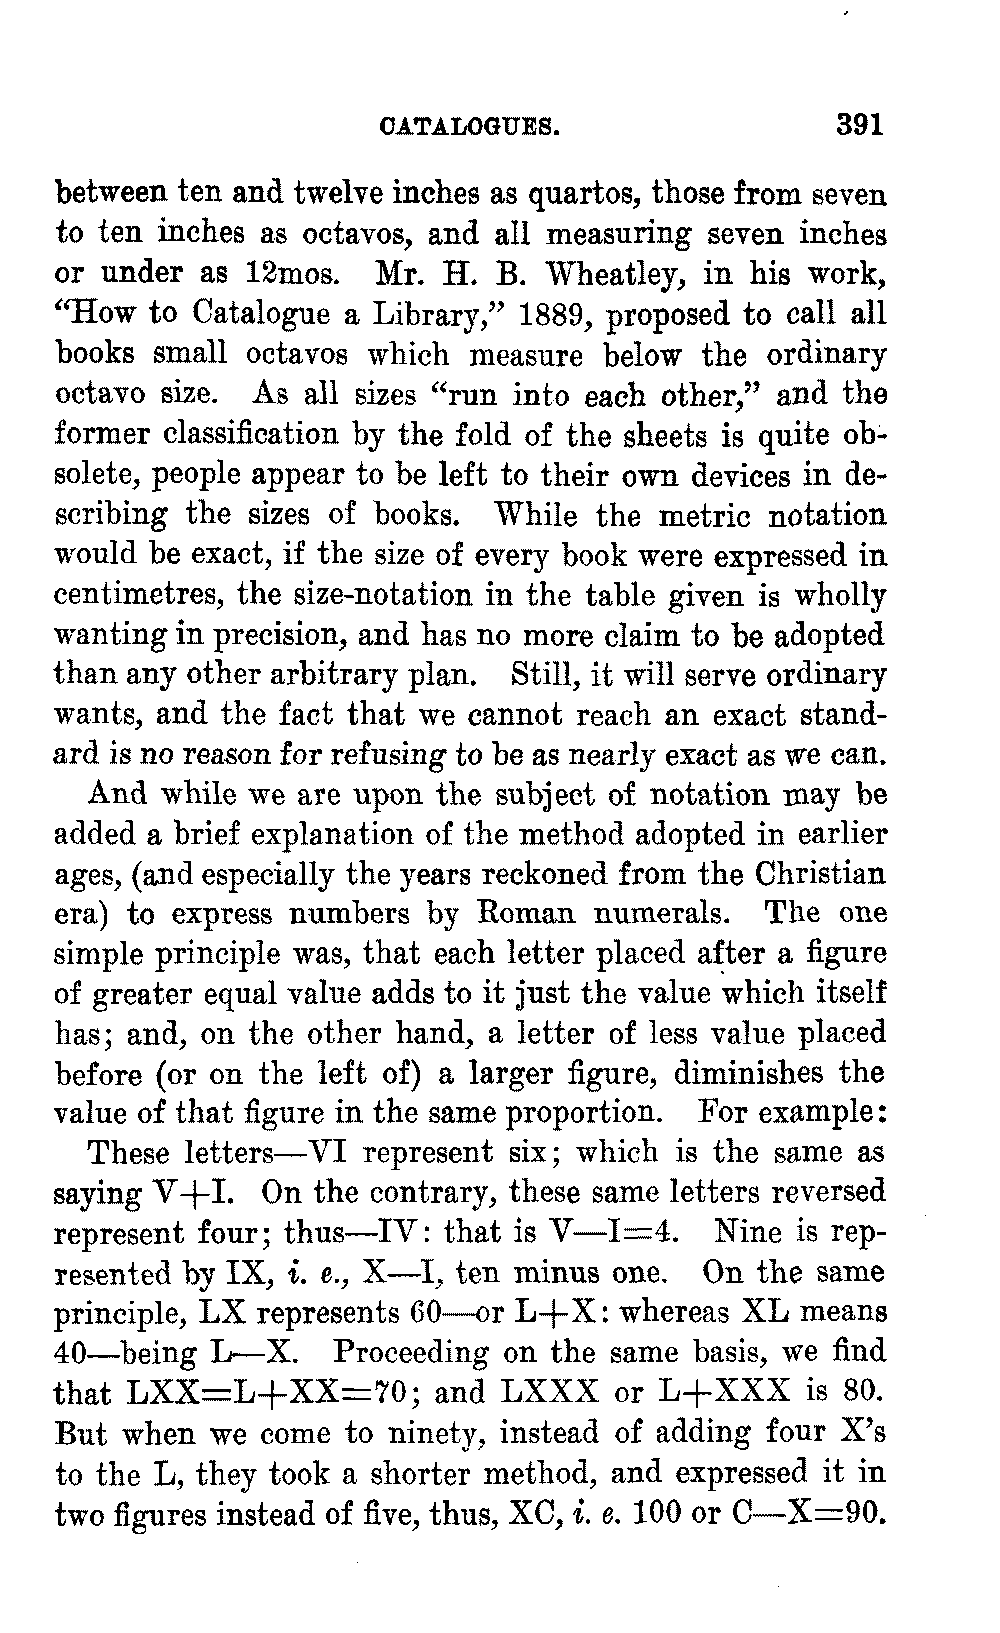 CATALOGUES. 391
between ten and twelve inches as quartos, those from seven
to ten inches as octavos, and all measuring seven inches
or under as 12mos. Mr. H. B. Wheatley, in his work,
“How to Catalogue a Library,” 1889, proposed to call all
books small octavos which measure below the ordinary
octavo size. As all sizes “run into each other,” and the
former classification by the fold of the sheets is quite ob-
solete, people appear to be left to their own devices in de-
scribing the sizes of books. While the metric notation
would be exact, if the size of every book were expressed in
centimetres, the size-notation in the table given is wholly
wanting in precision, and has no more claim to be adopted
than any other arbitrary plan. Still, it will serve ordinary
wants, and the fact that we cannot reach an exact stand-
ard is no reason for refusing to be as nearly exact as we can.
And while we are upon the subject of notation may be
added a brief explanation of the method adopted in earlier
ages, (and especially the years reckoned from the Christian
era) to express numbers by Roman numerals. The one
simple principle was, that each letter placed after a figure
of greater equal value adds to it just the value which itself
has; and, on the other hand, a letter of less value placed
before (or on the left of) a larger figure, diminishes the
value of that figure in the same proportion. For example:
These letters—VI represent six; which is the same as
saying V+I. On the contrary, these same letters reversed
represent four; thus—IV: that is V—I=4. Nine is rep-
resented by IX, i. e., X—I, ten minus one. On the same
principle, LX represents 60—or L+X: whereas XL means
40—being L—X. Proceeding on the same basis, we find
that LXX=L+XX=70; and LXXX or L+XXX is 80.
But when we come to ninety, instead of adding four X’s
to the L, they took a shorter method, and expressed it in
two figures instead of five, thus, XC, i. e. 100 or C—X=90.